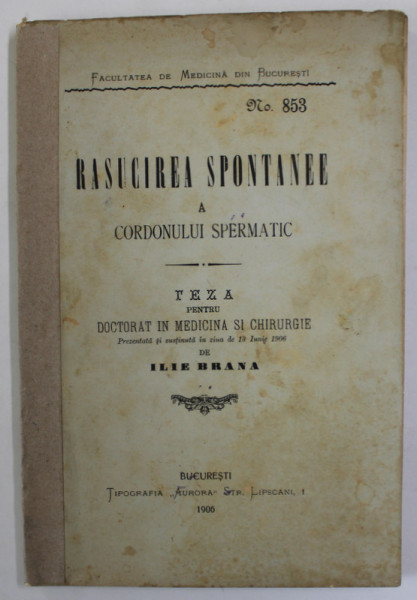 Facultatea de Medicină din Bucureşti
No. 853
RASUCIREA SPONTANEE
A
CORDONULUI SPERMATIC
TEZA
PENTRU
DOCTORAT IN MEDICINA SI CHIRURGIE
Prezentată şi susţinută în ziua de 19 Iunie 1906
DE
ILIE BRANA
BUCUREŞTI
Tipografia „Aurora“ Str. Lipscani, 1
1906